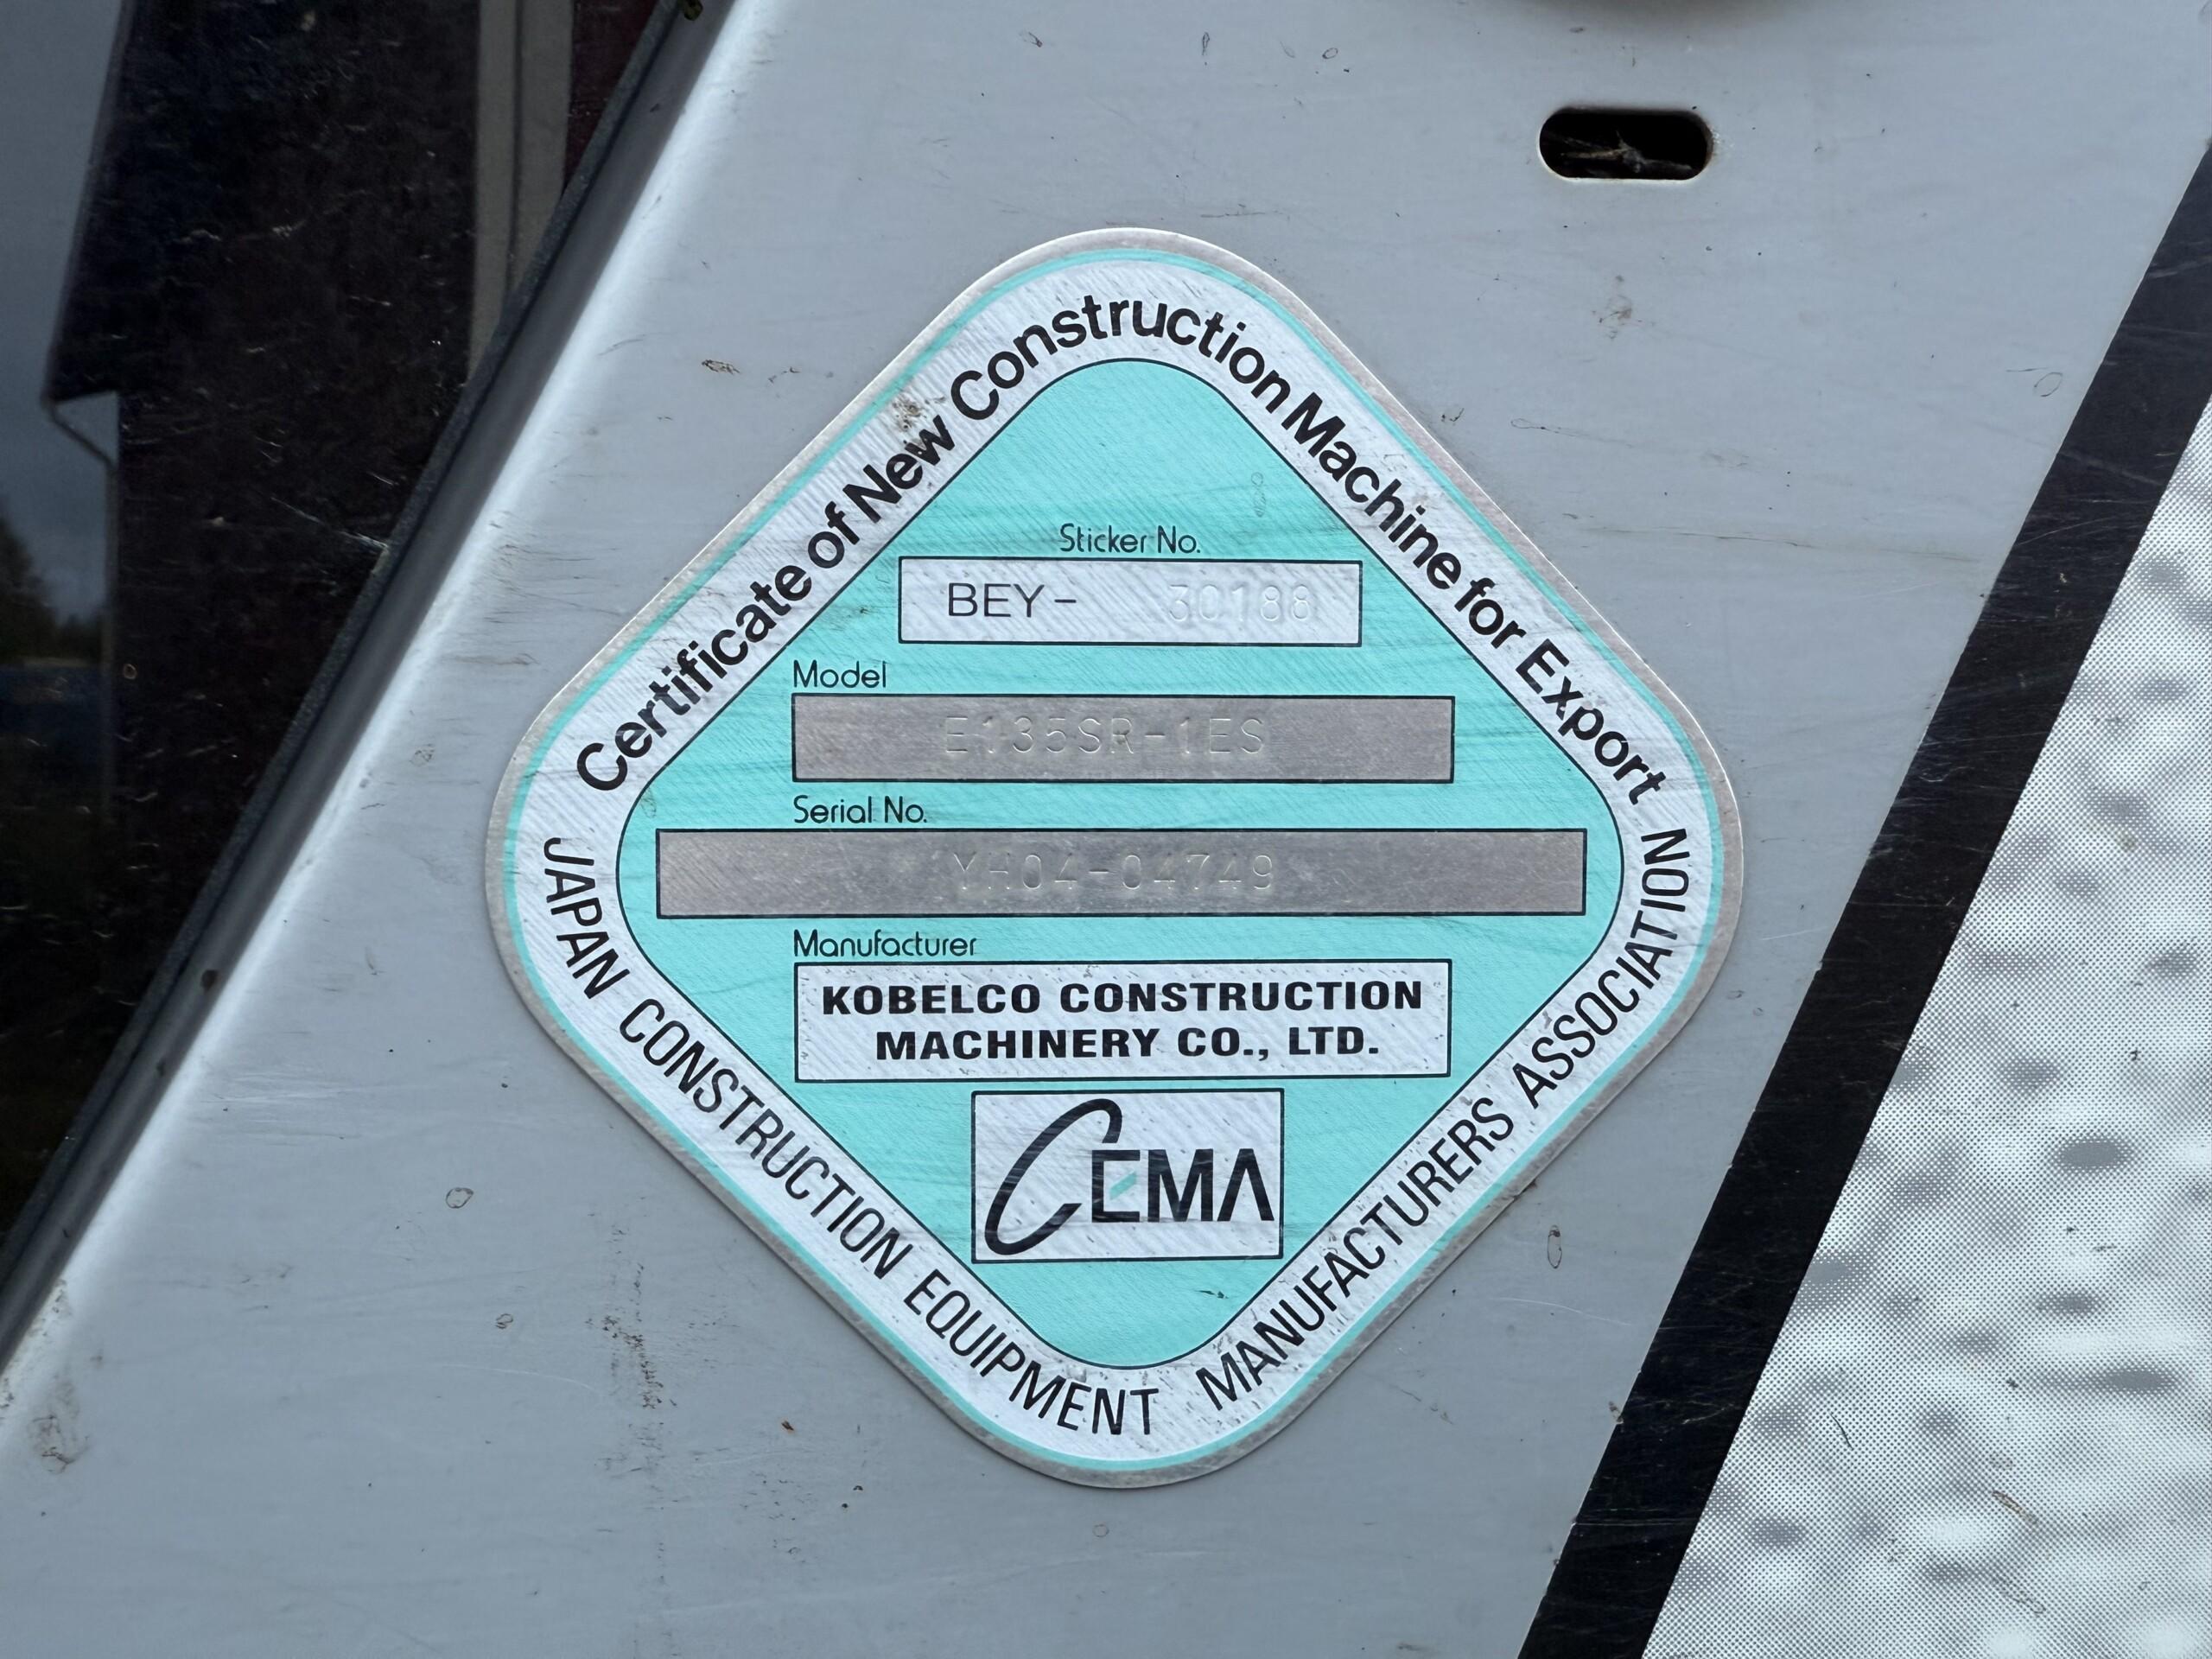 Certificate of New Construction Machine for Export
Sticker No.
BEY- 30188
Model
E135SR-1ES
Serial No.
YH04-04749
Manufacturer
KOBELCO CONSTRUCTION
MACHINERY CO., LTD.
CEMA
JAPAN CONSTRUCTION EQUIPMENT MANUFACTURERS ASSOCIATION